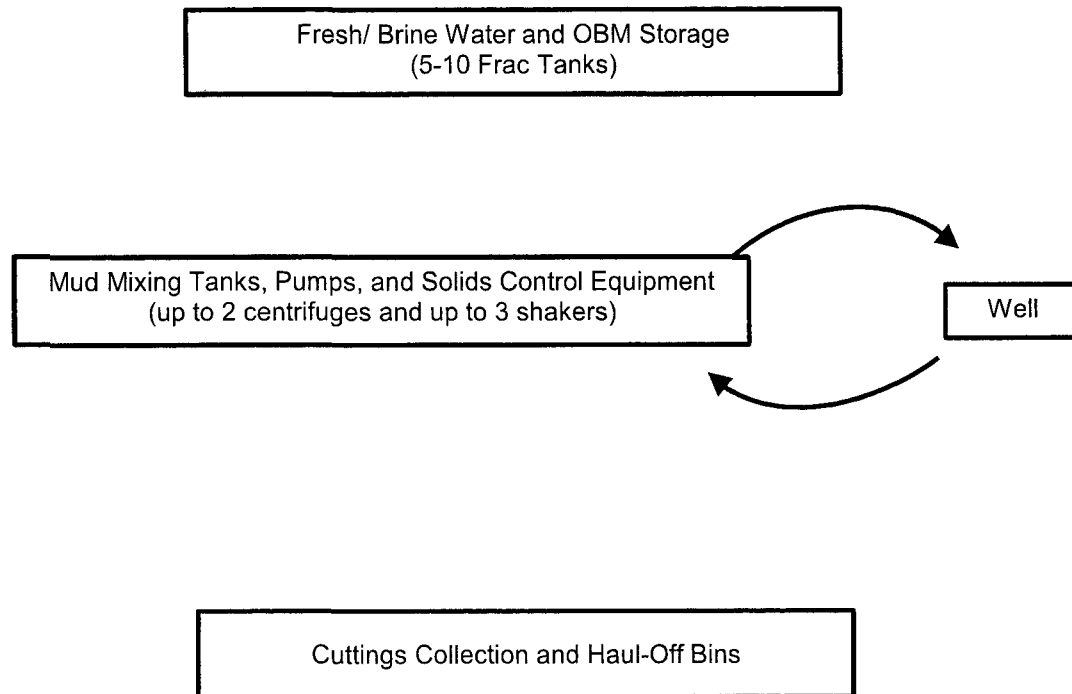 Fresh/ Brine Water and OBM Storage
(5-10 Frac Tanks)
Mud Mixing Tanks, Pumps, and Solids Control Equipment
(up to 2 centrifuges and up to 3 shakers)
Well
Cuttings Collection and Haul-Off Bins